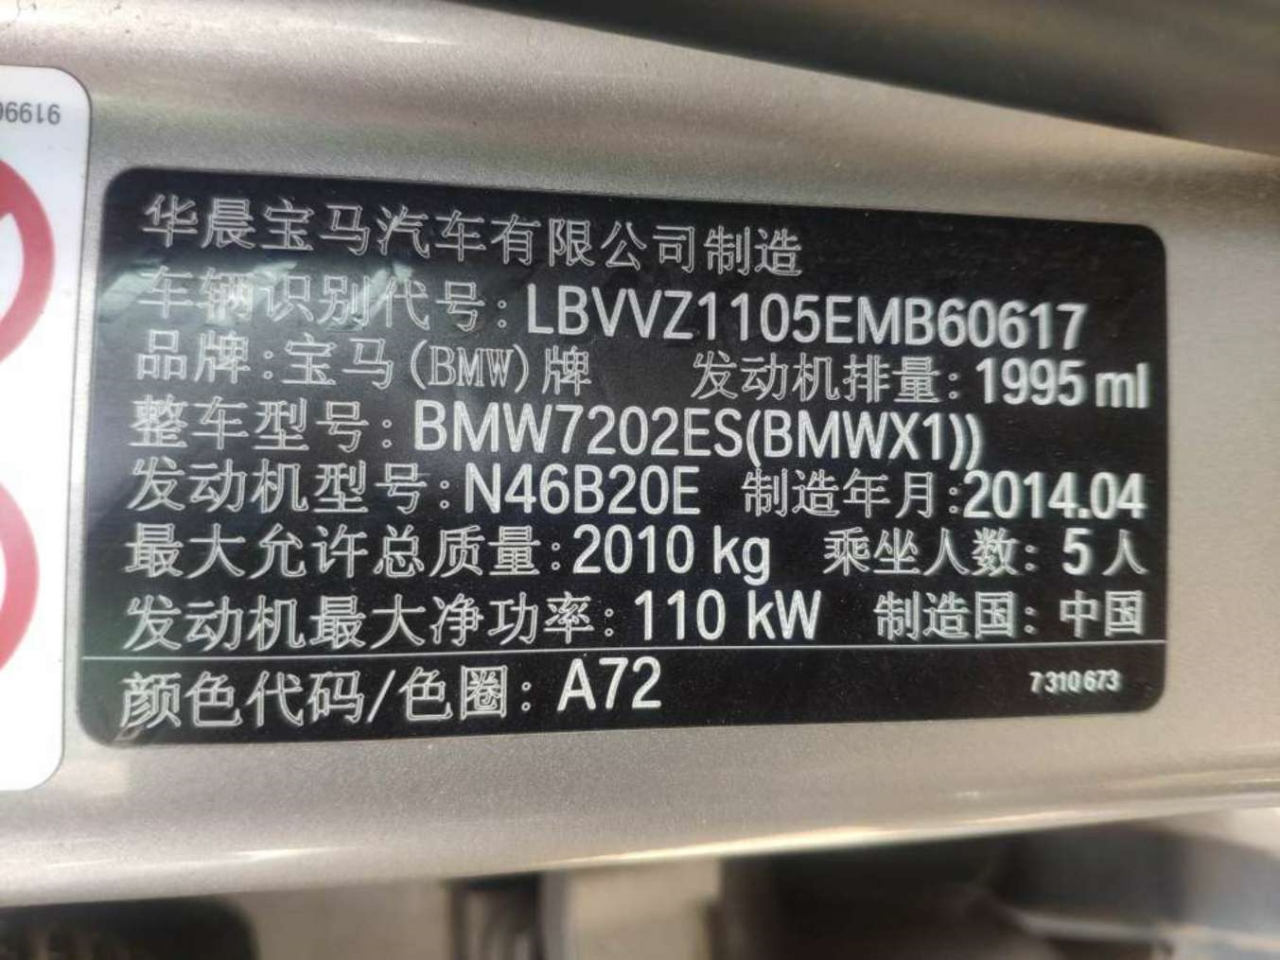 华晨宝马汽车有限公司制造
车辆识别代号:LBVVZ1105EMB60617
品牌:宝马(BMW)牌 发动机排量:1995 ml
整车型号:BMW7202ES(BMWX1))
发动机型号:N46B20E 制造年月:2014.04
最大允许总质量:2010 kg 乘坐人数:5人
发动机最大净功率:110 kW 制造国:中国
颜色代码/色圈:A72 7310673